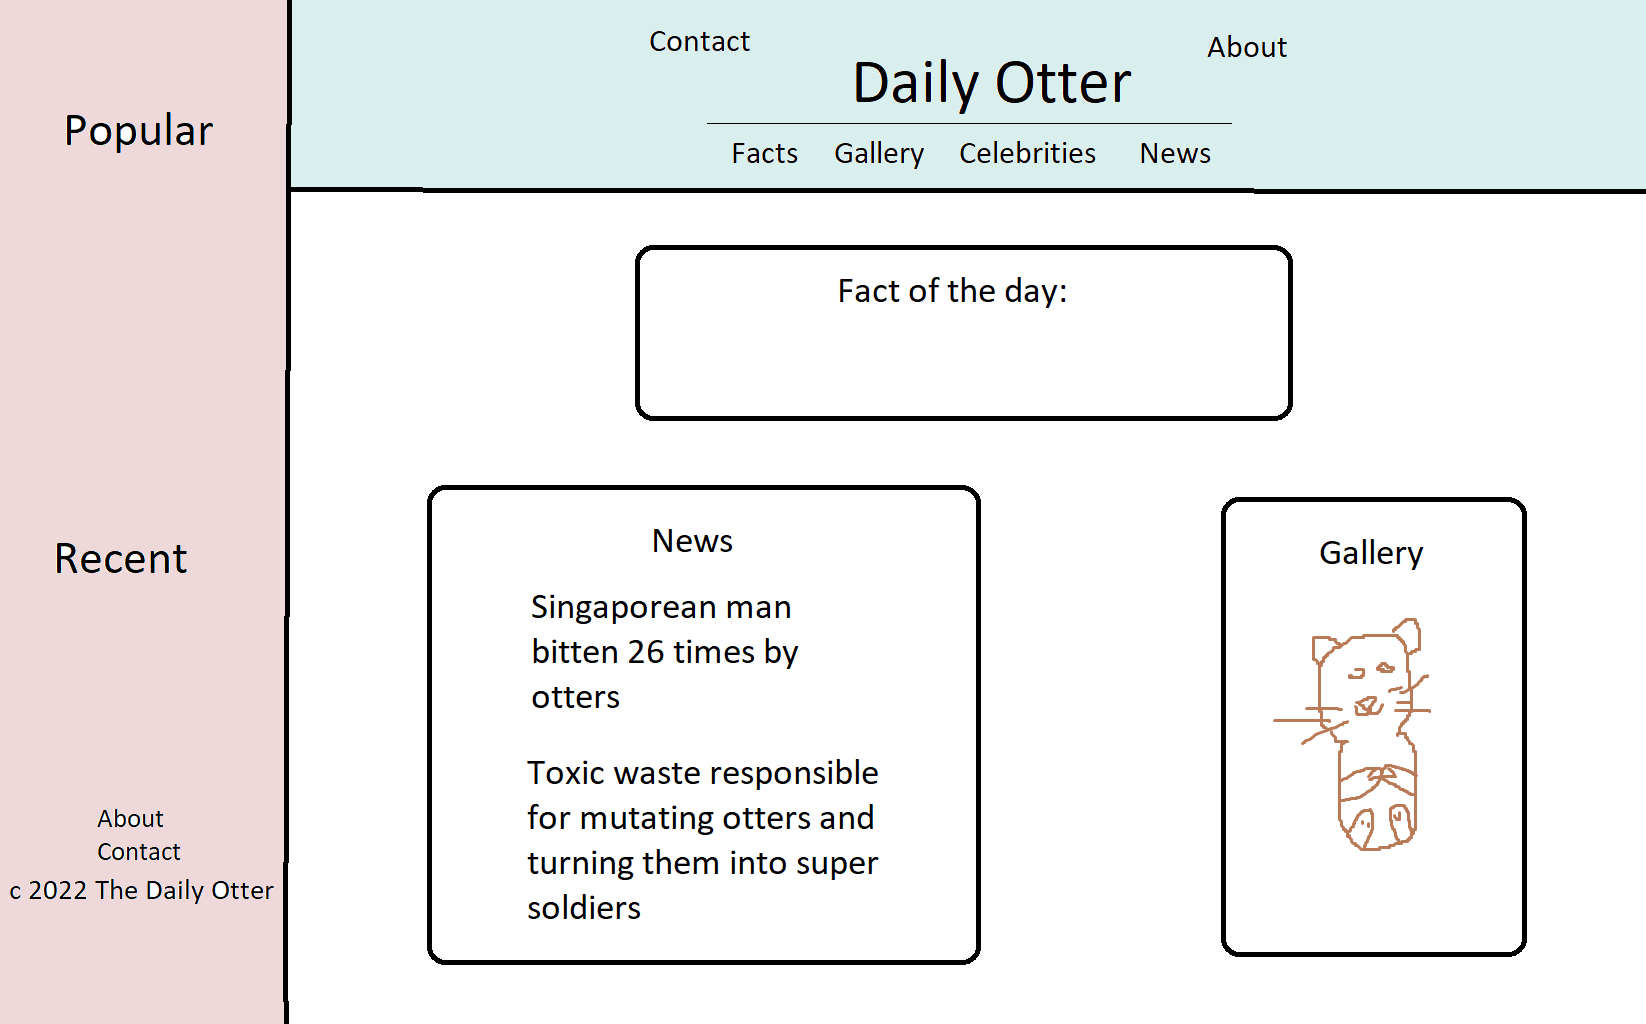 Popular
Recent
About
Contact
c 2022 The Daily Otter
Contact
About
Daily Otter
Facts Gallery Celebrities News
Fact of the day:
News
Singaporean man
bitten 26 times by
otters
Toxic waste responsible
for mutating otters and
turning them into super
soldiers
Gallery